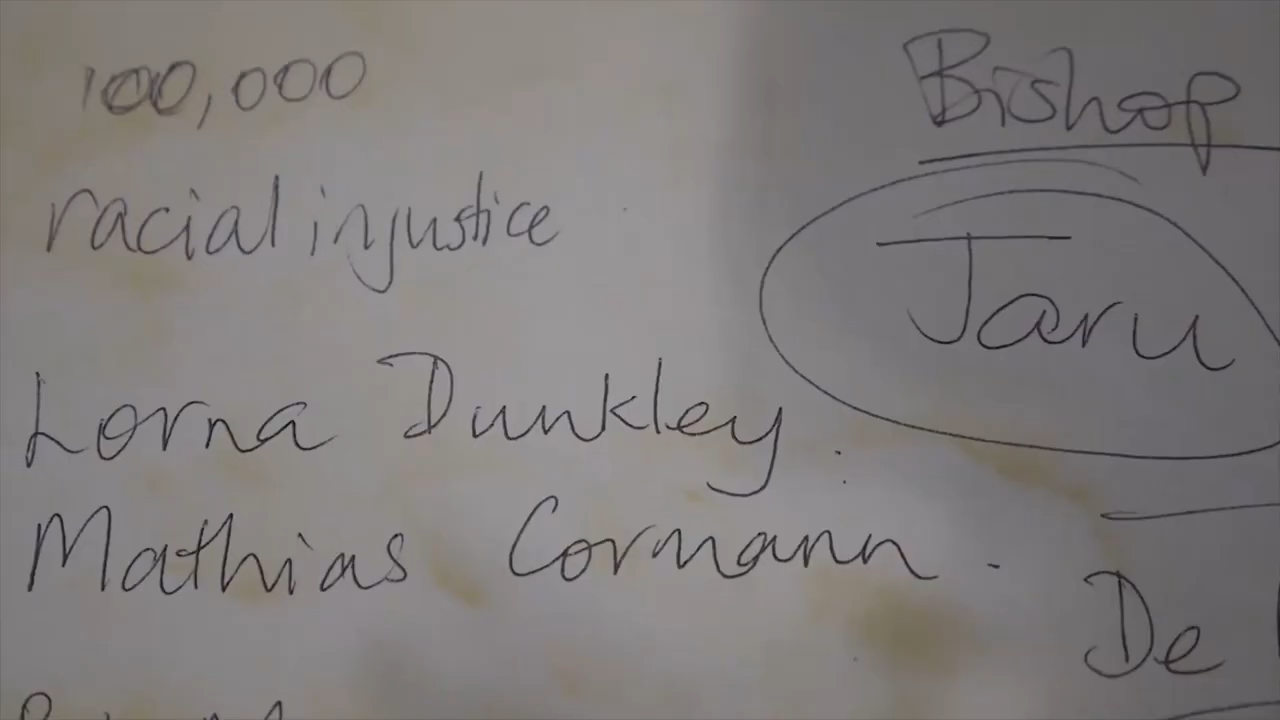 100,000
racial injustice
Lorna Dunkley.
Mathias Cormann.
Bishop
Jaru
De